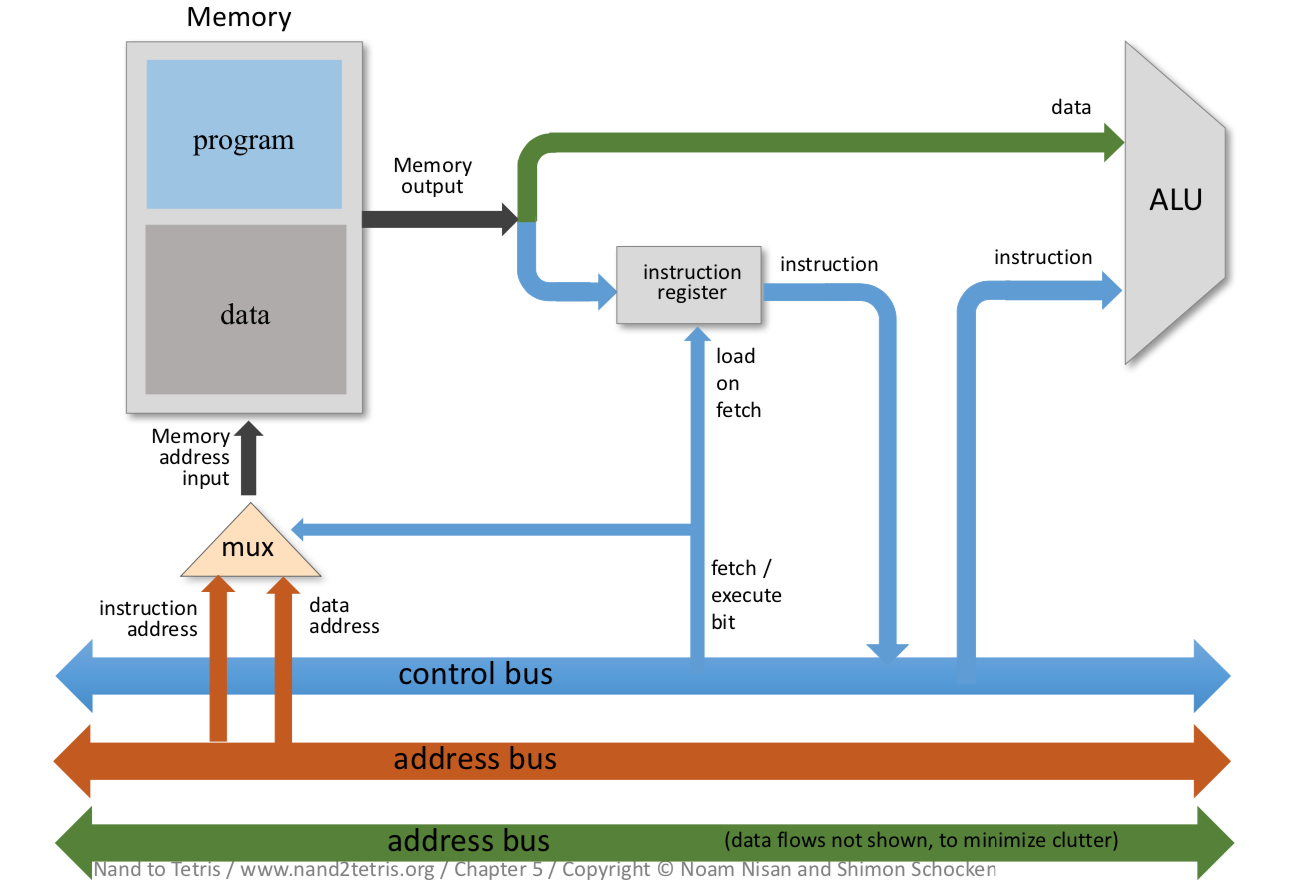 Memory
program
data
Memory
output
data
ALU
instruction
register
instruction
instruction
load
on
fetch
Memory
address
input
mux
fetch /
execute
bit
instruction
address
data
address
control bus
address bus
address bus
(data flows not shown, to minimize clutter)
Nand to Tetris / www.nand2tetris.org / Chapter 5 / Copyright © Noam Nisan and Shimon Schocken